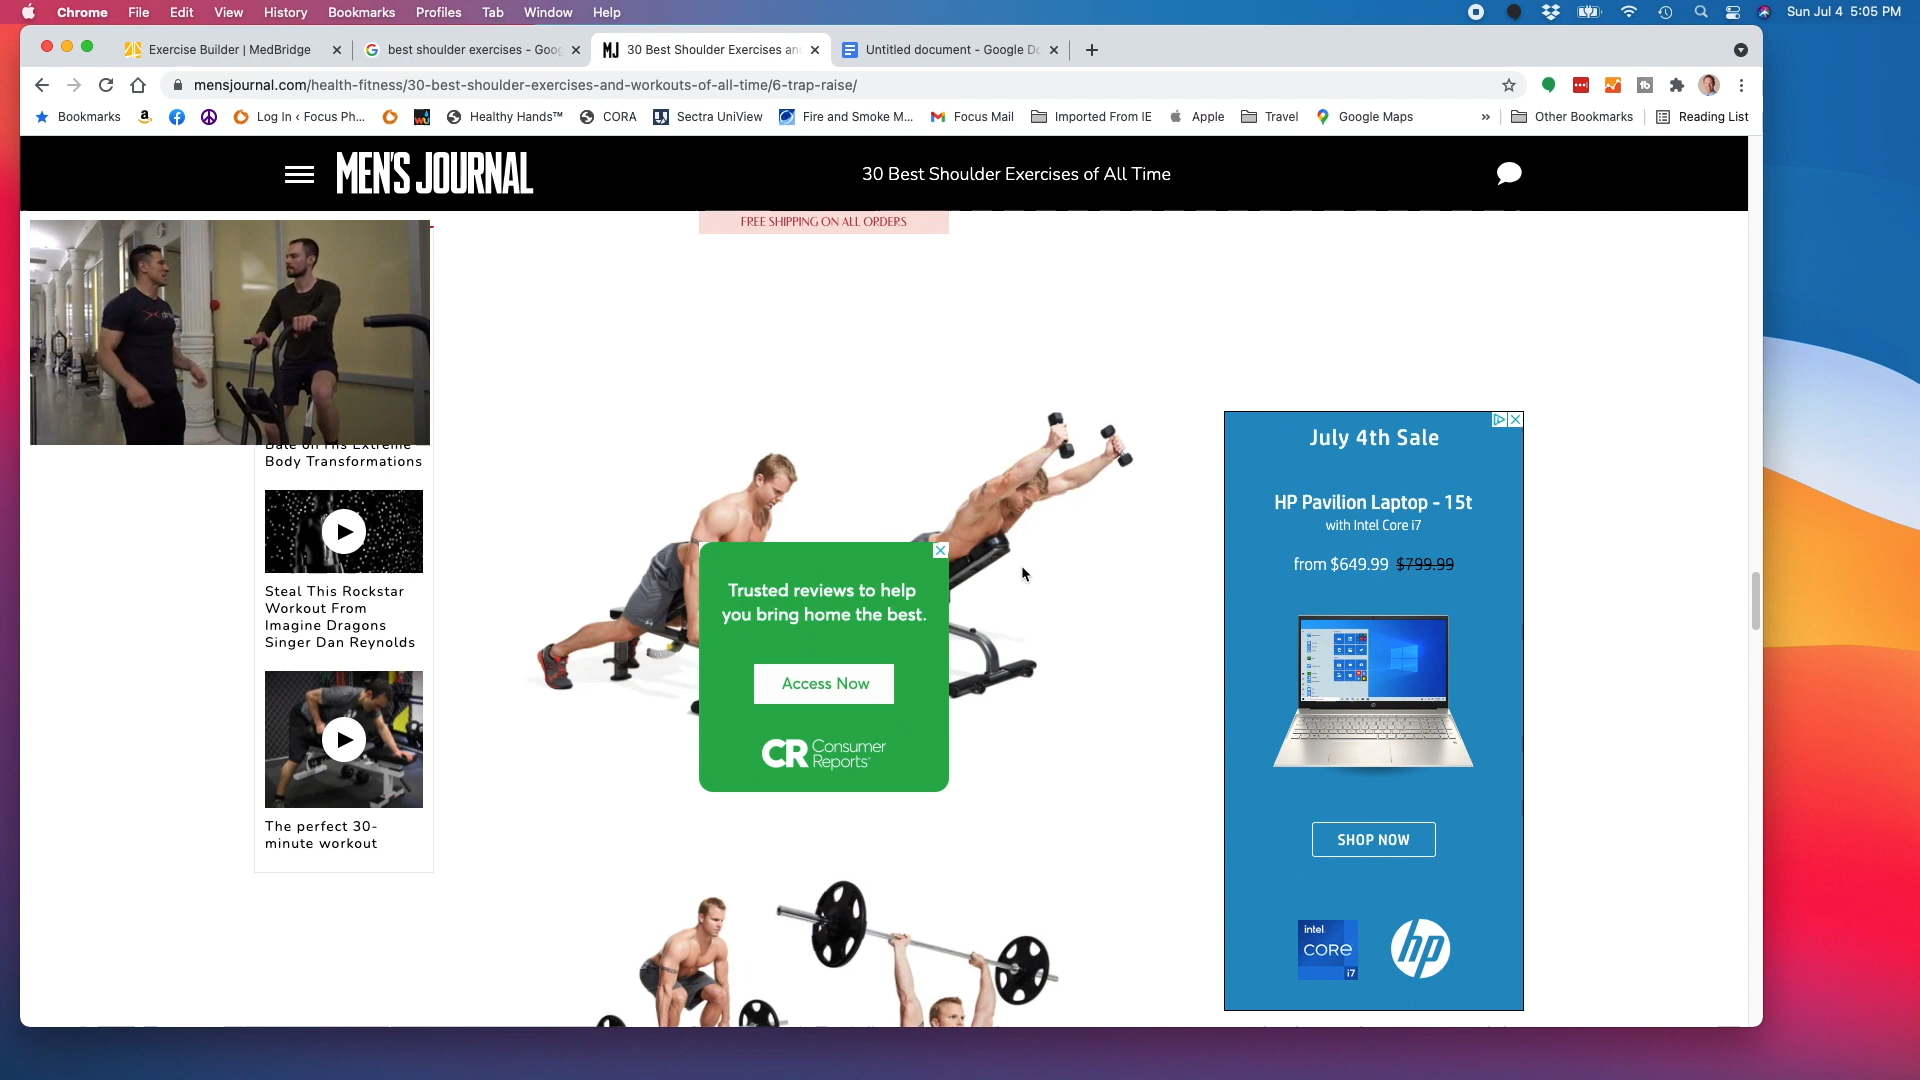 Chrome File Edit View History Bookmarks Profiles Tab Window Help Sun Jul 4 5:05 PM
Exercise Builder | MedBridge
best shoulder exercises - Goog
MJ 30 Best Shoulder Exercises an
Untitled document - Google Do
mensjournal.com/health-fitness/30-best-shoulder-exercises-and-workouts-of-all-time/6-trap-raise/
Bookmarks Log In ‹ Focus Ph... Healthy Hands™ CORA Sectra UniView Fire and Smoke M... Focus Mail Imported From IE Apple Travel Google Maps » Other Bookmarks Reading List
MEN'S JOURNAL
30 Best Shoulder Exercises of All Time
FREE SHIPPING ON ALL ORDERS
Bale on His Extreme
Body Transformations
Steal This Rockstar
Workout From
Imagine Dragons
Singer Dan Reynolds
The perfect 30-
minute workout
Trusted reviews to help
you bring home the best.
Access Now
CR Consumer
Reports
July 4th Sale
HP Pavilion Laptop - 15t
with Intel Core i7
from $649.99 $799.99
SHOP NOW
intel.
CORE
i7
hp